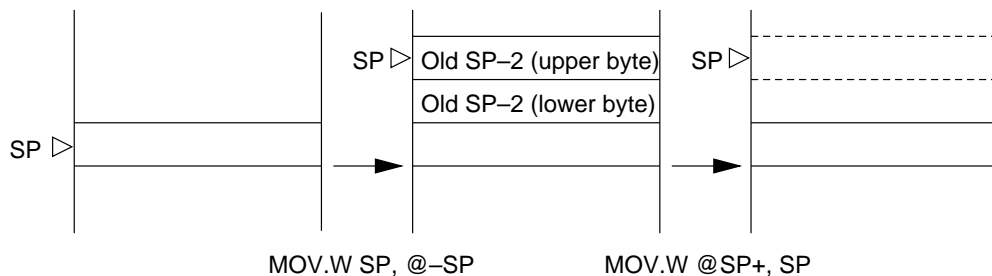 SP
Old SP–2 (upper byte)
SP
Old SP–2 (lower byte)
SP
MOV.W SP, @–SP
MOV.W @SP+, SP